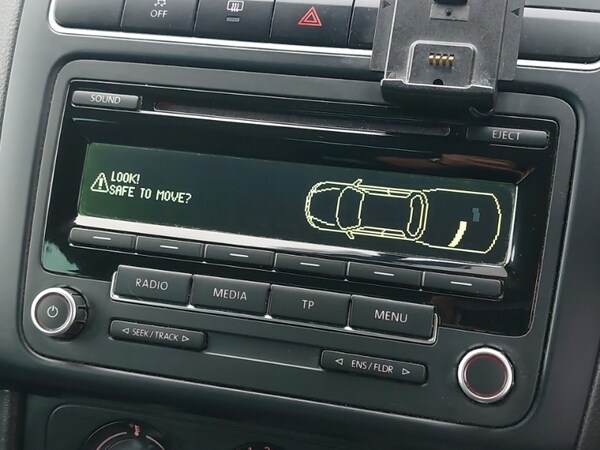 OFF
SOUND
EJECT
LOOK!
SAFE TO MOVE?
RADIO
MEDIA
TP
MENU
SEEK / TRACK
ENS / FLDR